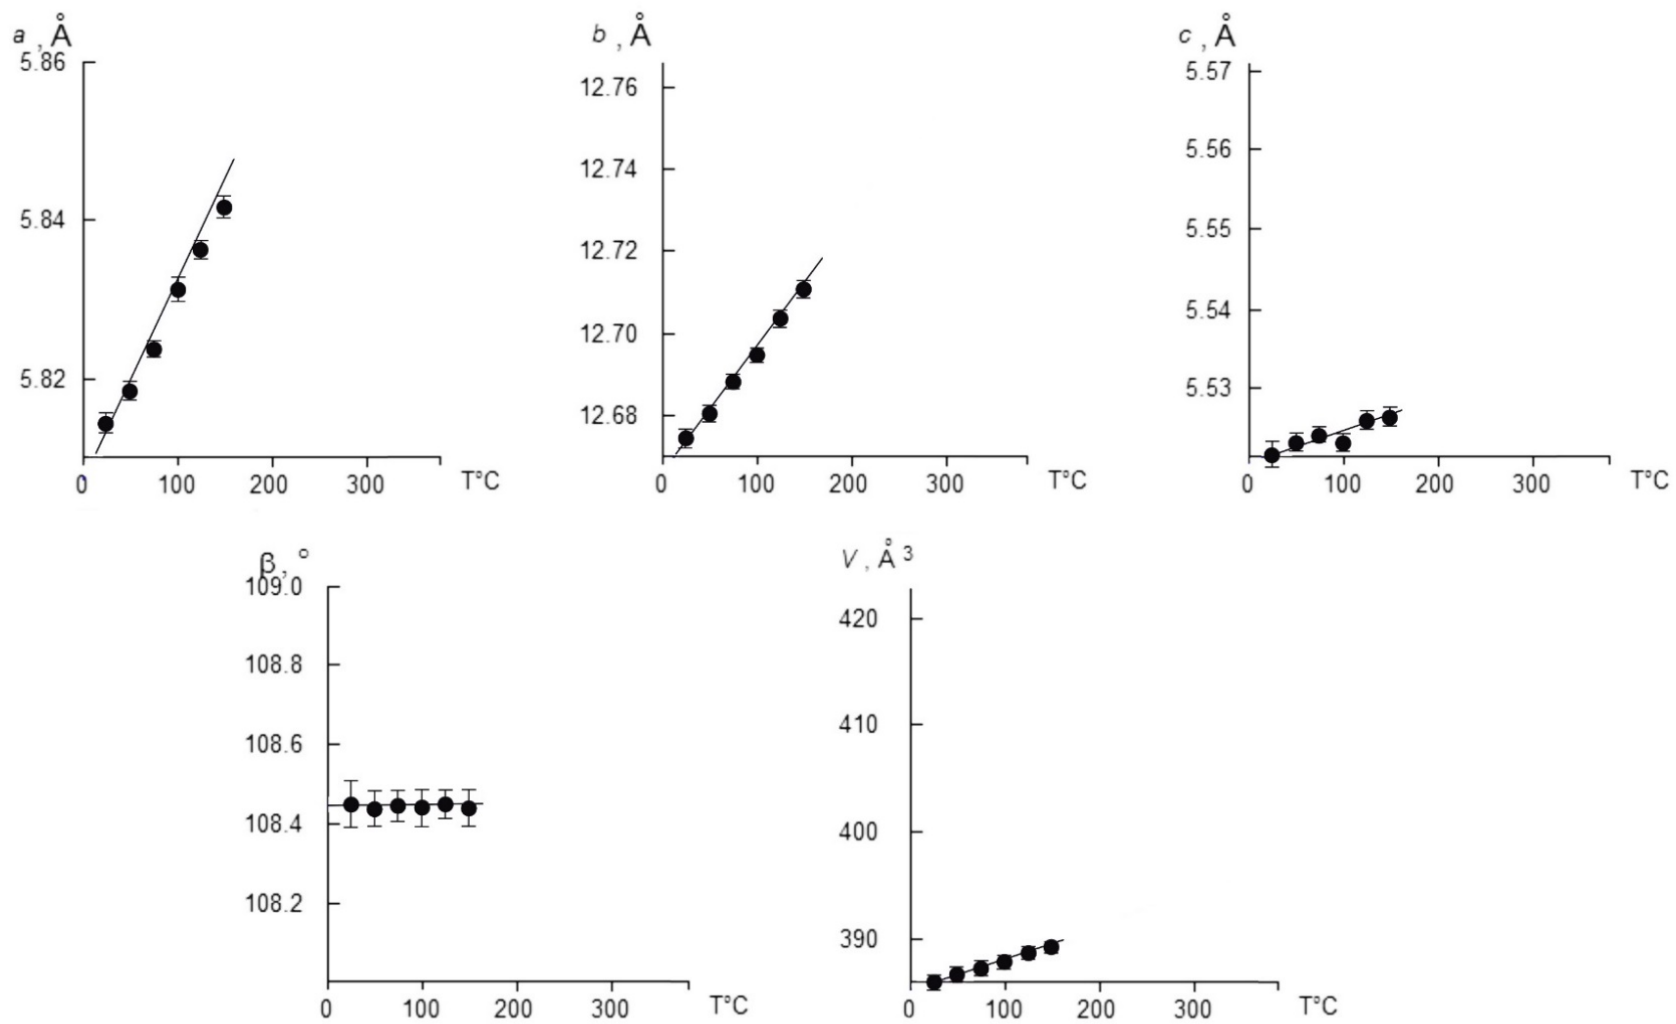 a , Å
5.86
5.84
5.82
0 100 200 300 T°C
b , Å
12.76
12.74
12.72
12.70
12.68
0 100 200 300 T°C
c , Å
5.57
5.56
5.55
5.54
5.53
0 100 200 300 T°C
β, °
109.0
108.8
108.6
108.4
108.2
0 100 200 300 T°C
V , Å 3
420
410
400
390
0 100 200 300 T°C